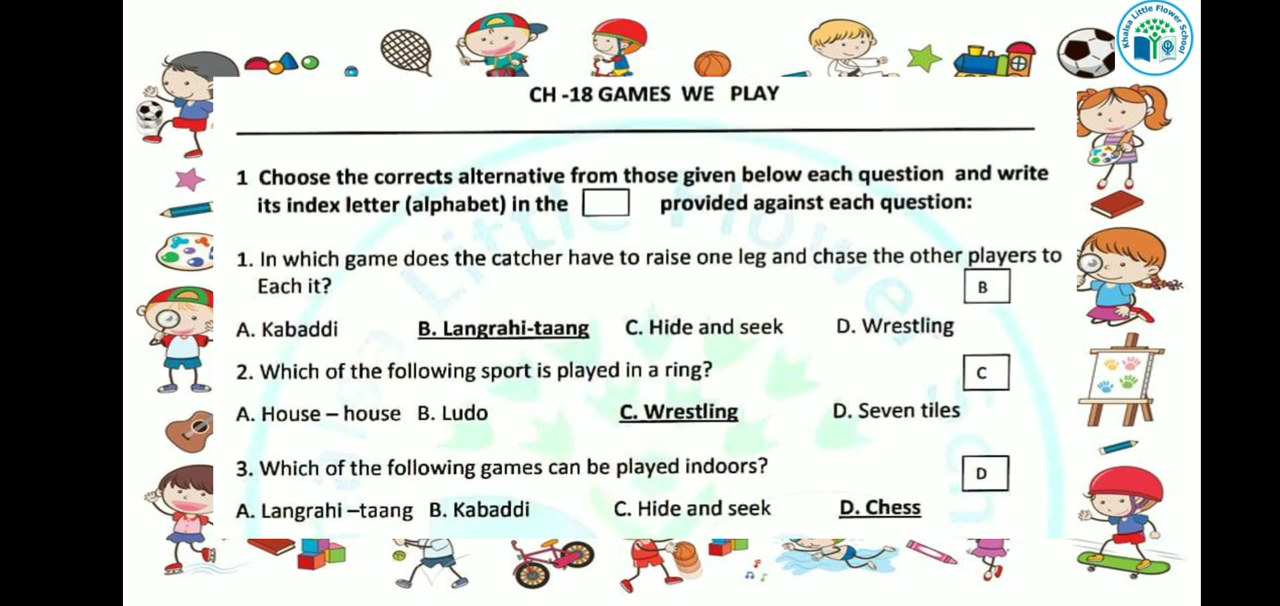 Khalsa Little Flower School
CH -18 GAMES WE PLAY
1 Choose the corrects alternative from those given below each question and write
its index letter (alphabet) in the provided against each question:
1. In which game does the catcher have to raise one leg and chase the other players to
Each it?
B
A. Kabaddi B. Langrahi-taang C. Hide and seek D. Wrestling
2. Which of the following sport is played in a ring?
C
A. House – house B. Ludo C. Wrestling D. Seven tiles
3. Which of the following games can be played indoors?
D
A. Langrahi –taang B. Kabaddi C. Hide and seek D. Chess